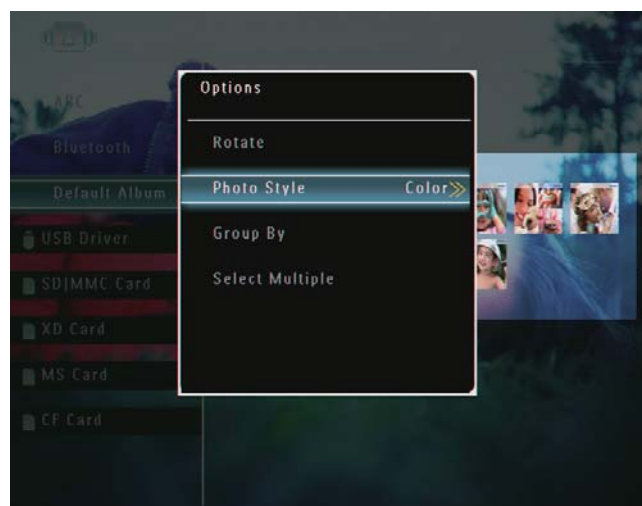 Options
Rotate
Photo Style Color
Group By
Select Multiple
ABC
Bluetooth
Default Album
USB Driver
SD|MMC Card
XD Card
MS Card
CF Card